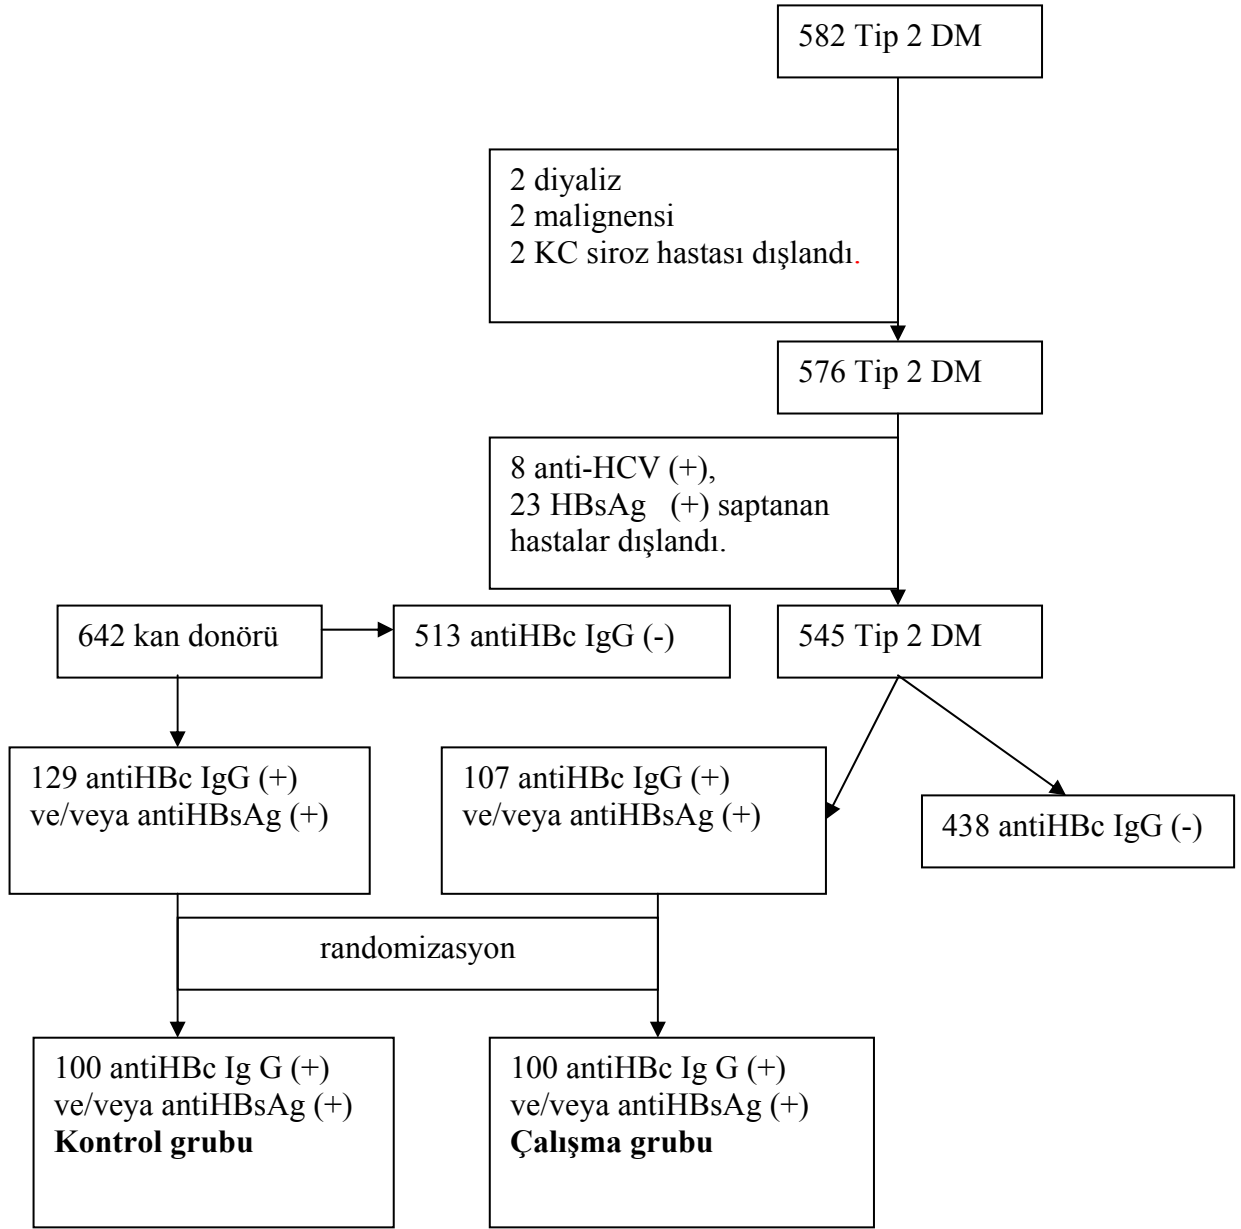 582 Tip 2 DM
2 diyaliz
2 malignensi
2 KC siroz hastası dışlandı.
576 Tip 2 DM
8 anti-HCV (+),
23 HBsAg   (+) saptanan
hastalar dışlandı.
642 kan donörü
513 antiHBc IgG (-)
545 Tip 2 DM
129 antiHBc IgG (+)
ve/veya antiHBsAg (+)
107 antiHBc IgG (+)
ve/veya antiHBsAg (+)
438 antiHBc IgG (-)
randomizasyon
100 antiHBc Ig G (+)
ve/veya antiHBsAg (+)
Kontrol grubu
100 antiHBc Ig G (+)
ve/veya antiHBsAg (+)
Çalışma grubu